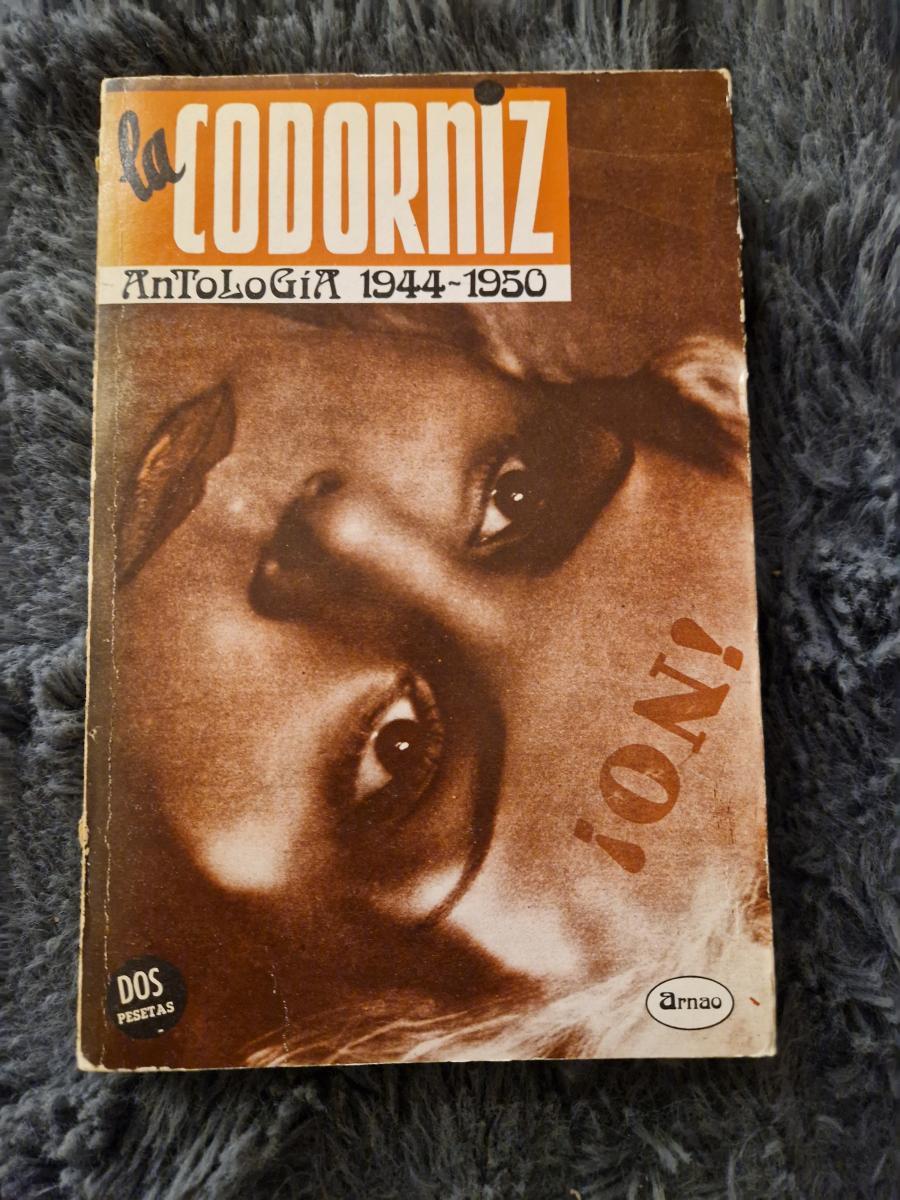 la CODORNIZ
AnToLoGíA 1944-1950
¡ON!
DOS
PESETAS
arnao